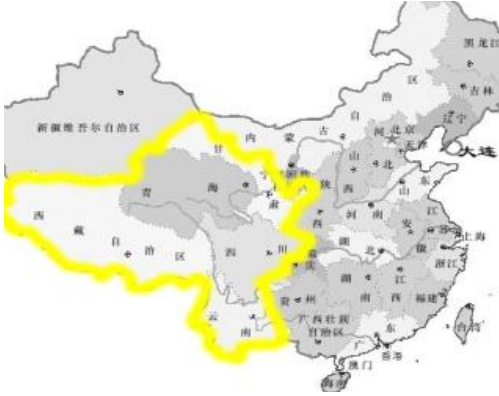 黑龙江
吉林
辽宁
内蒙古自治区
新疆维吾尔自治区
甘肃
河北
北京
天津
大连
山西
山东
青海
陕西
河南
江苏
安徽
上海
西藏自治区
四川
湖北
浙江
重庆
湖南
江西
福建
贵州
云南
广西壮族
自治区
广东
台湾
香港
澳门
海南